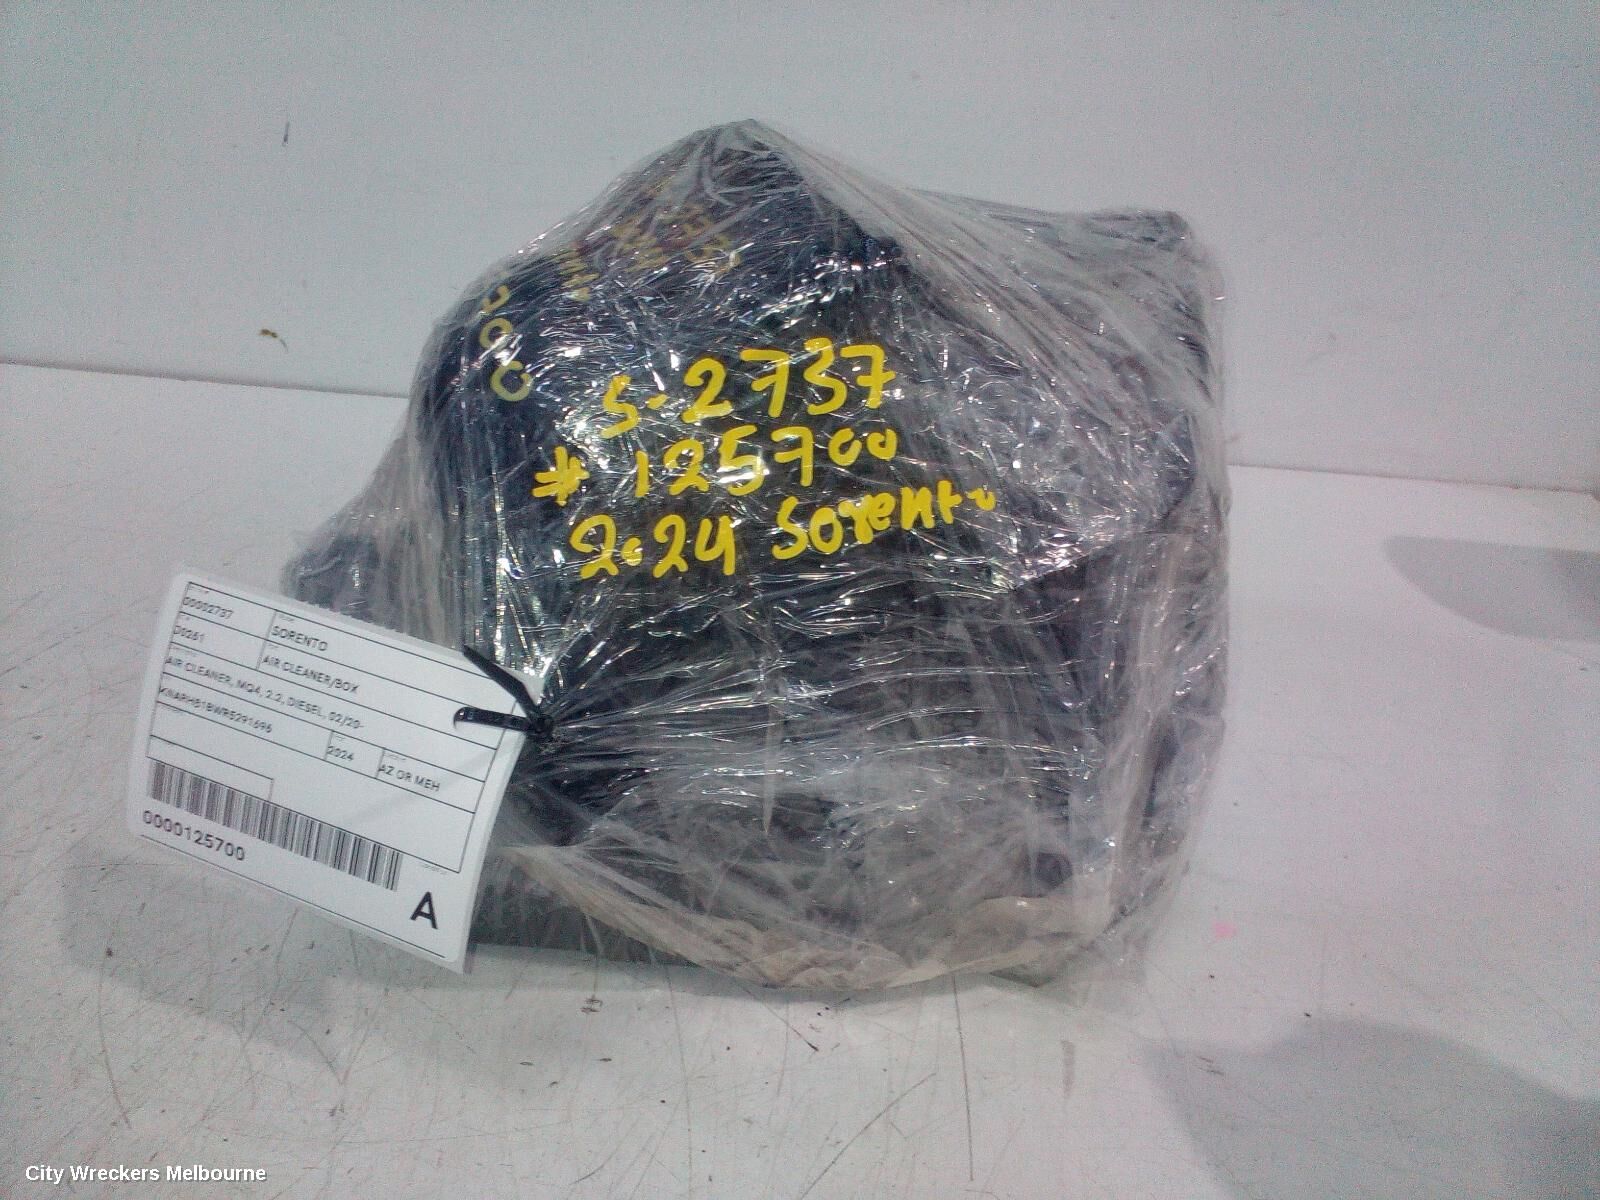 S-2737
* 125700
2024 Sorento
00002737
SORENTO
D0261
AIR CLEANER/BOX
AIR CLEANER, MQ4, 2.2, DIESEL, 02/20-
KNARH81BWR5291696
2024
AZ OR MEH
0000125700
A
City Wreckers Melbourne